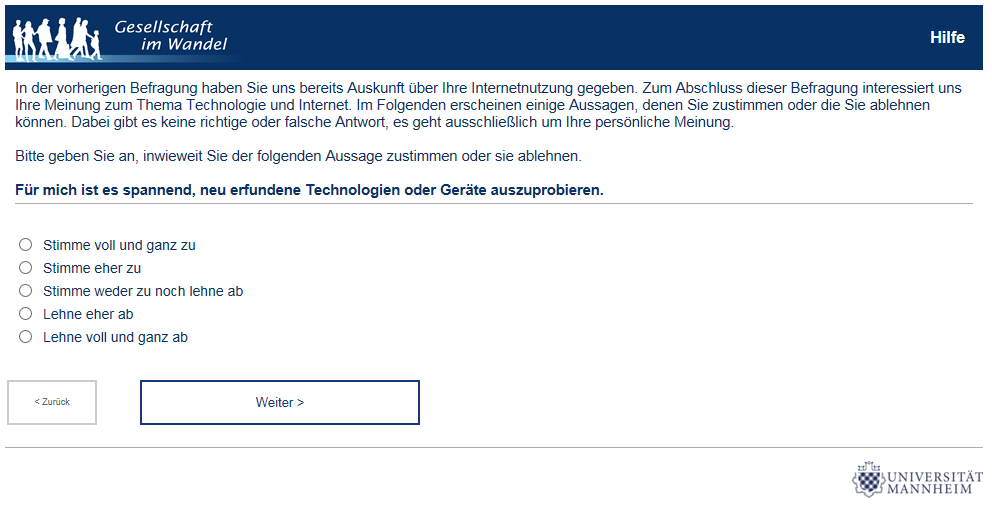 Gesellschaft
im Wandel
Hilfe
In der vorherigen Befragung haben Sie uns bereits Auskunft über Ihre Internetnutzung gegeben. Zum Abschluss dieser Befragung interessiert uns
Ihre Meinung zum Thema Technologie und Internet. Im Folgenden erscheinen einige Aussagen, denen Sie zustimmen oder die Sie ablehnen
können. Dabei gibt es keine richtige oder falsche Antwort, es geht ausschließlich um Ihre persönliche Meinung.
Bitte geben Sie an, inwieweit Sie der folgenden Aussage zustimmen oder sie ablehnen.
Für mich ist es spannend, neu erfundene Technologien oder Geräte auszuprobieren.
Stimme voll und ganz zu
Stimme eher zu
Stimme weder zu noch lehne ab
Lehne eher ab
Lehne voll und ganz ab
< Zurück
Weiter >
UNIVERSITÄT
MANNHEIM